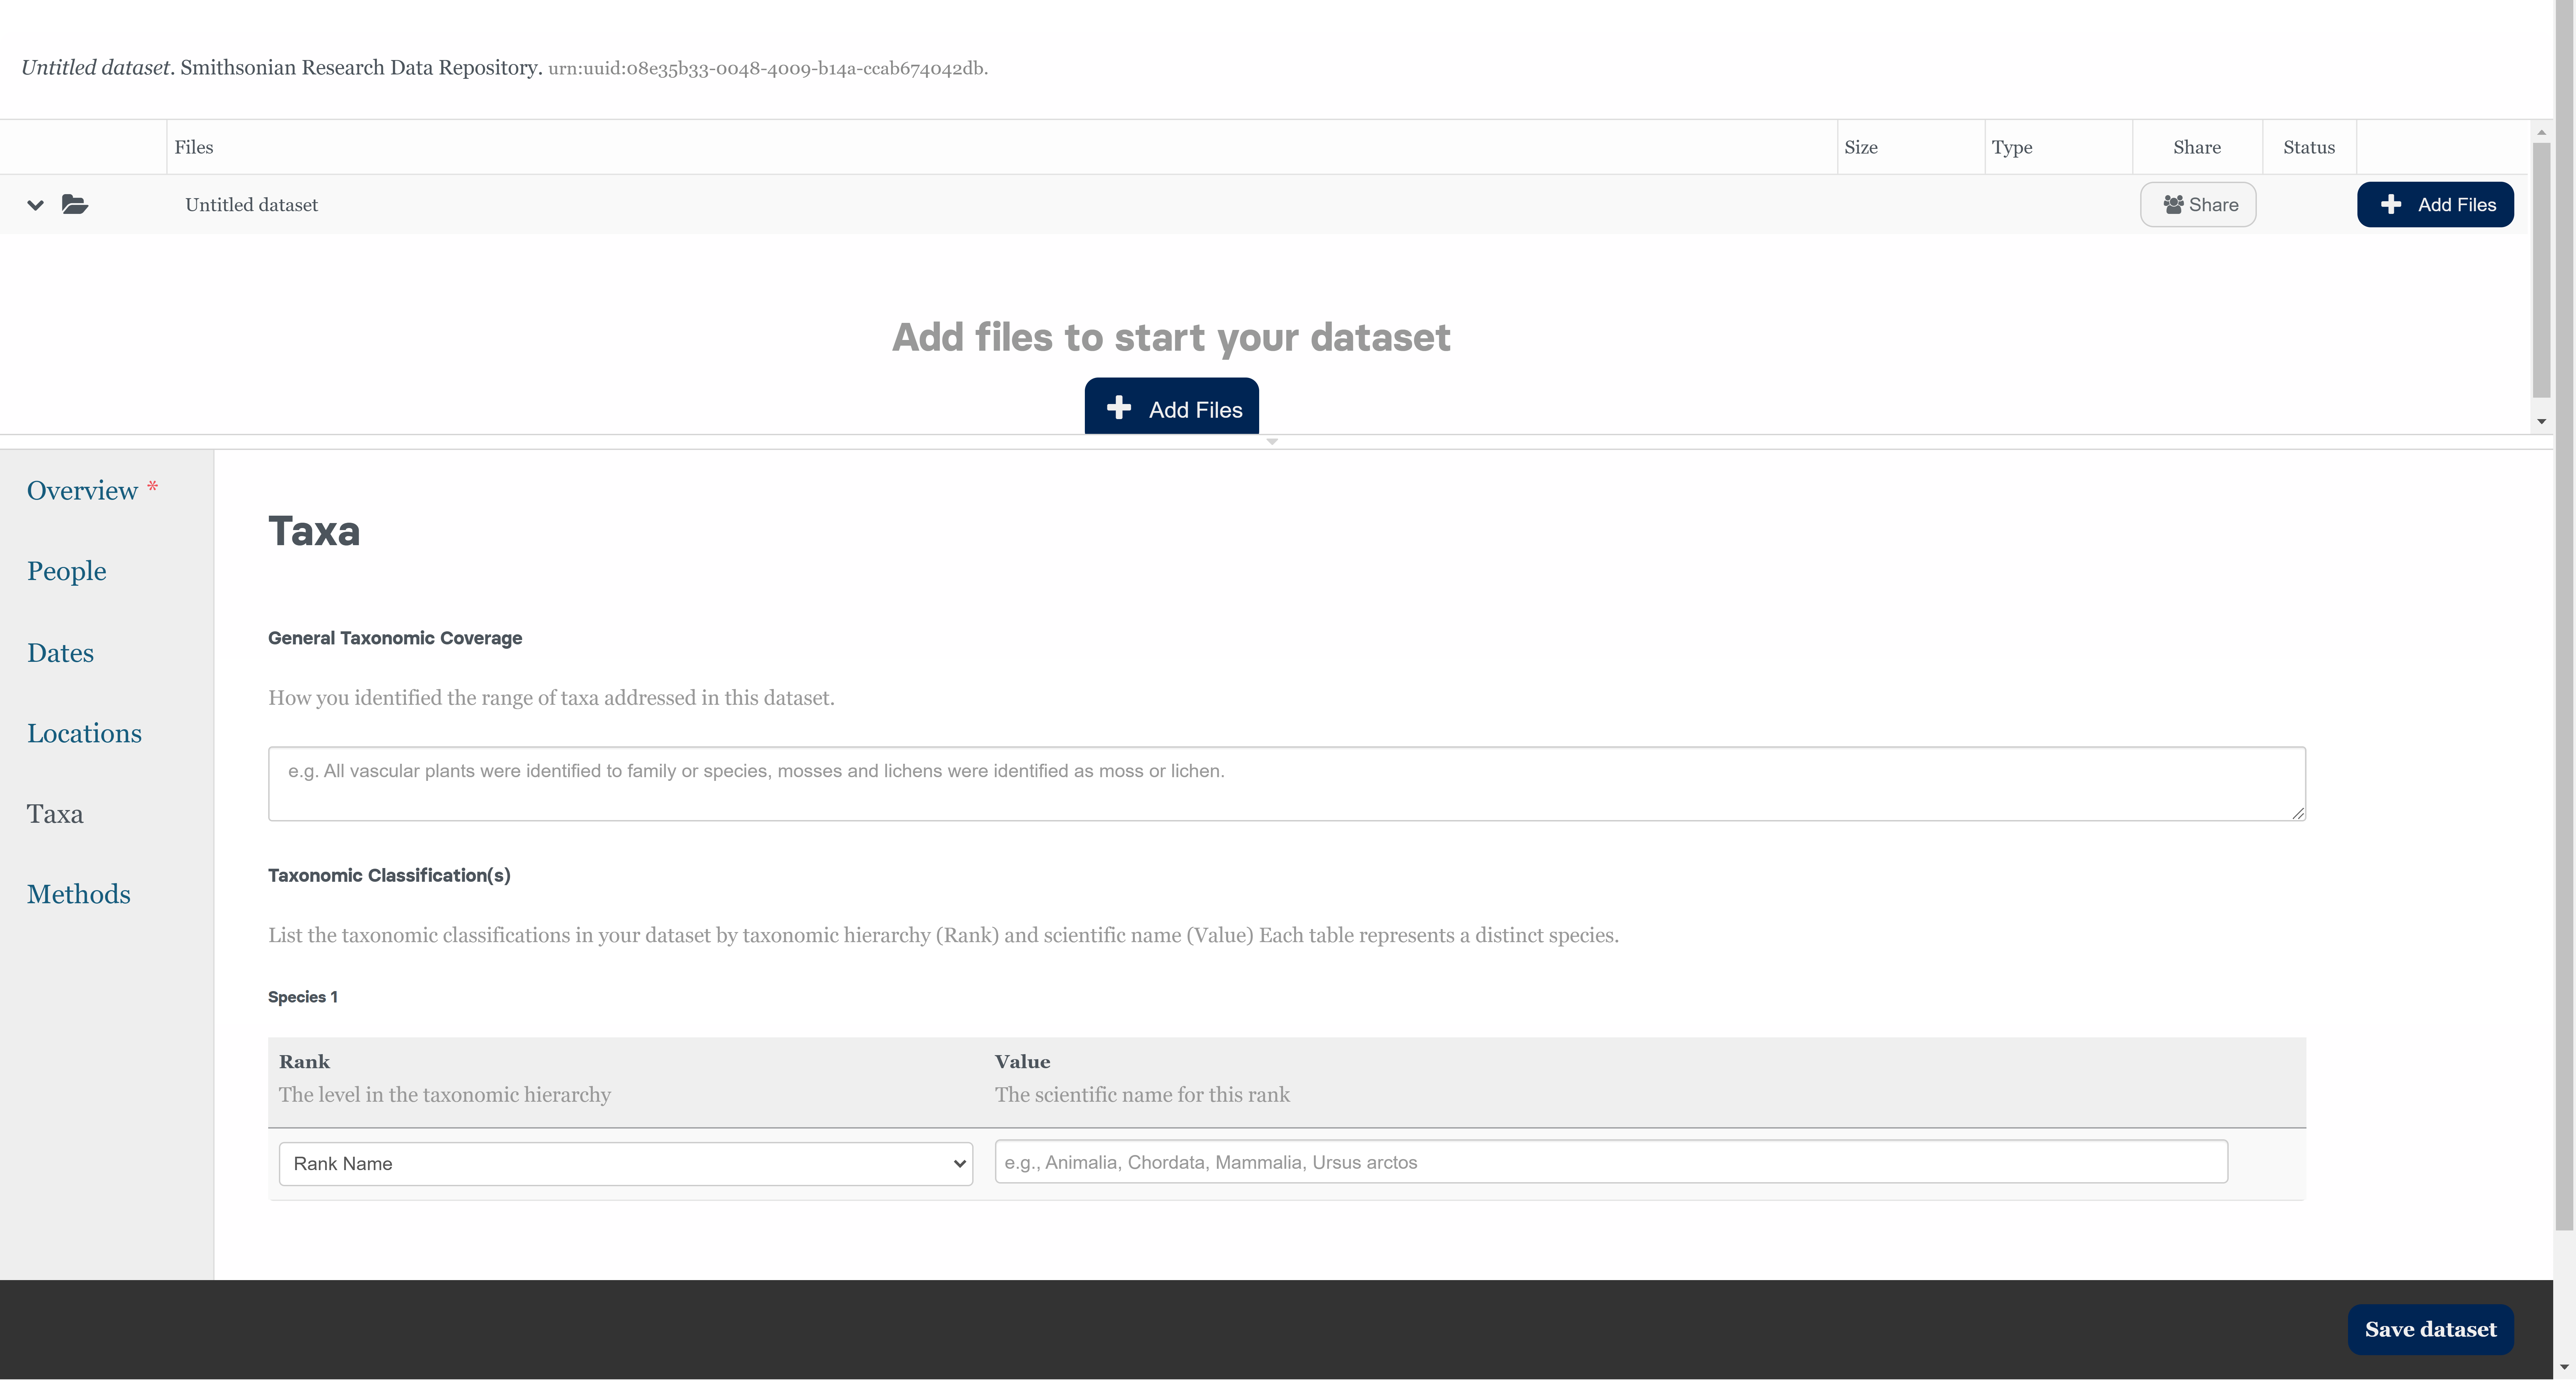 Untitled dataset. Smithsonian Research Data Repository. urn:uuid:08e35b33-0048-4009-b14a-ccab674042db.
Files Size Type Share Status
Untitled dataset Share Add Files
Add files to start your dataset
Add Files
Overview *
People
Dates
Locations
Taxa
Methods
Taxa
General Taxonomic Coverage
How you identified the range of taxa addressed in this dataset.
e.g. All vascular plants were identified to family or species, mosses and lichens were identified as moss or lichen.
Taxonomic Classification(s)
List the taxonomic classifications in your dataset by taxonomic hierarchy (Rank) and scientific name (Value) Each table represents a distinct species.
Species 1
Rank Value
The level in the taxonomic hierarchy The scientific name for this rank
Rank Name e.g., Animalia, Chordata, Mammalia, Ursus arctos
Save dataset